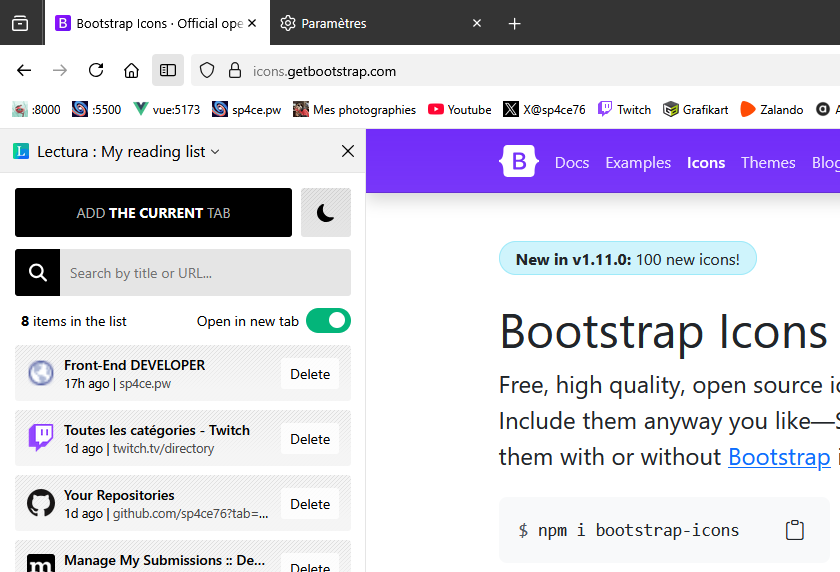 Bootstrap Icons · Official ope
Paramètres
icons.getbootstrap.com
:8000 :5500 vue:5173 sp4ce.pw Mes photographies Youtube X@sp4ce76 Twitch Grafikart Zalando
Lectura : My reading list
B Docs Examples Icons Themes Blog
ADD THE CURRENT TAB
Search by title or URL...
New in v1.11.0: 100 new icons!
8 items in the list
Open in new tab
Bootstrap Icons
Front-End DEVELOPER
17h ago | sp4ce.pw
Delete
Toutes les catégories - Twitch
1d ago | twitch.tv/directory
Delete
Your Repositories
1d ago | github.com/sp4ce76?tab=...
Delete
Manage My Submissions :: De...
Delete
Free, high quality, open source
Include them anyway you like—S
them with or without Bootstrap
$ npm i bootstrap-icons